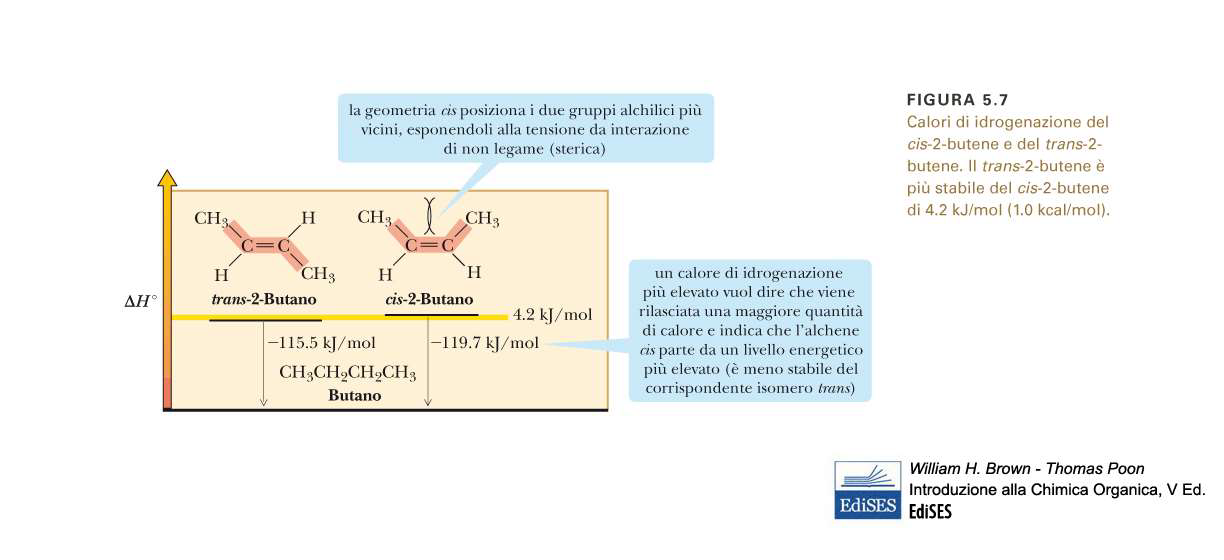 la geometria cis posiziona i due gruppi alchilici più
vicini, esponendoli alla tensione da interazione
di non legame (sterica)
FIGURA 5.7
Calori di idrogenazione del
cis-2-butene e del trans-2-
butene. Il trans-2-butene è
più stabile del cis-2-butene
di 4.2 kJ/mol (1.0 kcal/mol).
CH₃ H CH₃ CH₃
C=C C=C
H CH₃ H H
trans-2-Butano cis-2-Butano
ΔH°
4.2 kJ/mol
−115.5 kJ/mol −119.7 kJ/mol
CH₃CH₂CH₂CH₃
Butano
un calore di idrogenazione
più elevato vuol dire che viene
rilasciata una maggiore quantità
di calore e indica che l'alchene
cis parte da un livello energetico
più elevato (è meno stabile del
corrispondente isomero trans)
EdiSES
William H. Brown - Thomas Poon
Introduzione alla Chimica Organica, V Ed.
EdiSES